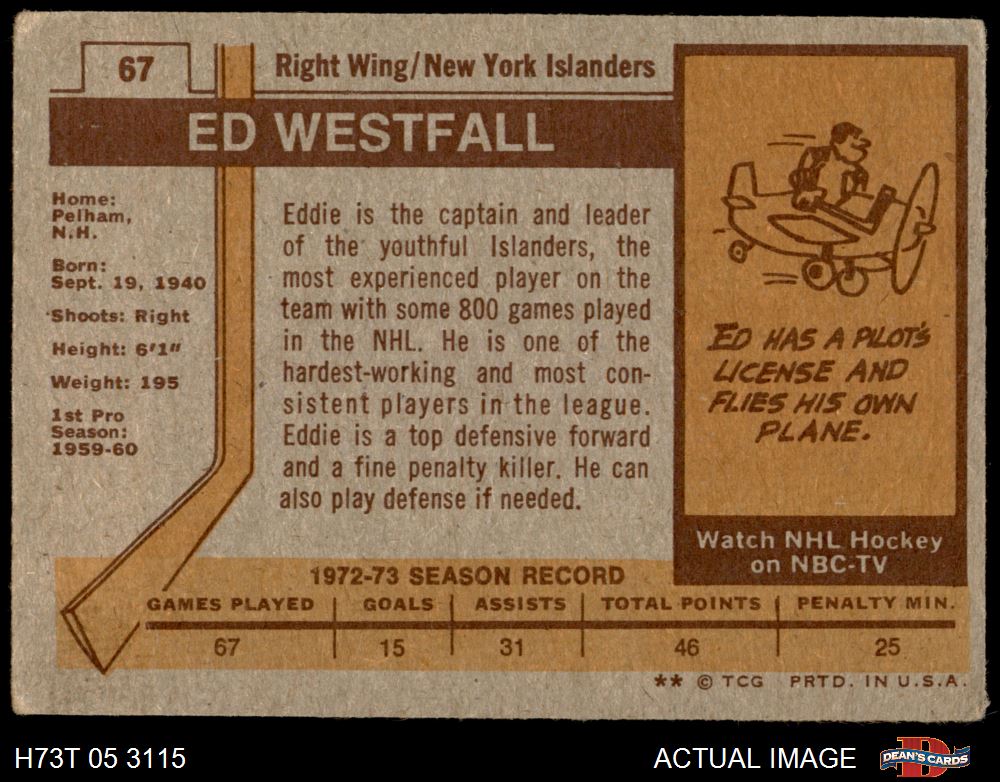 67
Right Wing/New York Islanders
ED WESTFALL
Home:
Pelham,
N.H.
Born:
Sept. 19, 1940
Shoots: Right
Height: 6'1"
Weight: 195
1st Pro
Season:
1959-60
Eddie is the captain and leader
of the youthful Islanders, the
most experienced player on the
team with some 800 games played
in the NHL. He is one of the
hardest-working and most con-
sistent players in the league.
Eddie is a top defensive forward
and a fine penalty killer. He can
also play defense if needed.
ED HAS A PILOT'S
LICENSE AND
FLIES HIS OWN
PLANE.
Watch NHL Hockey
on NBC-TV
1972-73 SEASON RECORD
GAMES PLAYED GOALS ASSISTS TOTAL POINTS PENALTY MIN.
67 15 31 46 25
** © TCG PRTD. IN U.S.A.
H73T 05 3115
ACTUAL IMAGE
DEAN'S CARDS